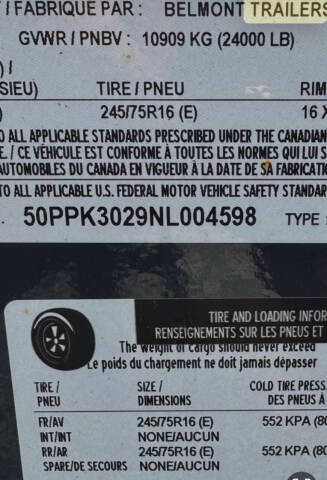 / FABRIQUE PAR : BELMONT TRAILERS
GVWR / PNBV : 10909 KG (24000 LB)
) /
SIEU) TIRE / PNEU RIM
245/75R16 (E) 16 X
TO ALL APPLICABLE STANDARDS PRESCRIBED UNDER THE CANADIAN
E. / CE VÉHICULE EST CONFORME À TOUTES LES NORMES QUI LUI S
AUTOMOBILES DU CANADA EN VIGUEUR À LA DATE DE SA FABRICATI
TO ALL APPLICABLE U.S. FEDERAL MOTOR VEHICLE SAFETY STANDAR
. 50PPK3029NL004598 TYPE :
TIRE AND LOADING INFOR
RENSEIGNEMENTS SUR LES PNEUS ET
The weight of cargo should never exceed
Le poids du chargement ne doit jamais dépasser
TIRE / SIZE / COLD TIRE PRESS
PNEU DIMENSIONS DES PNEUS À
FR/AV 245/75R16 (E) 552 KPA (80
INT/INT NONE/AUCUN
RR/AR 245/75R16 (E) 552 KPA (80
SPARE/DE SECOURS NONE/AUCUN